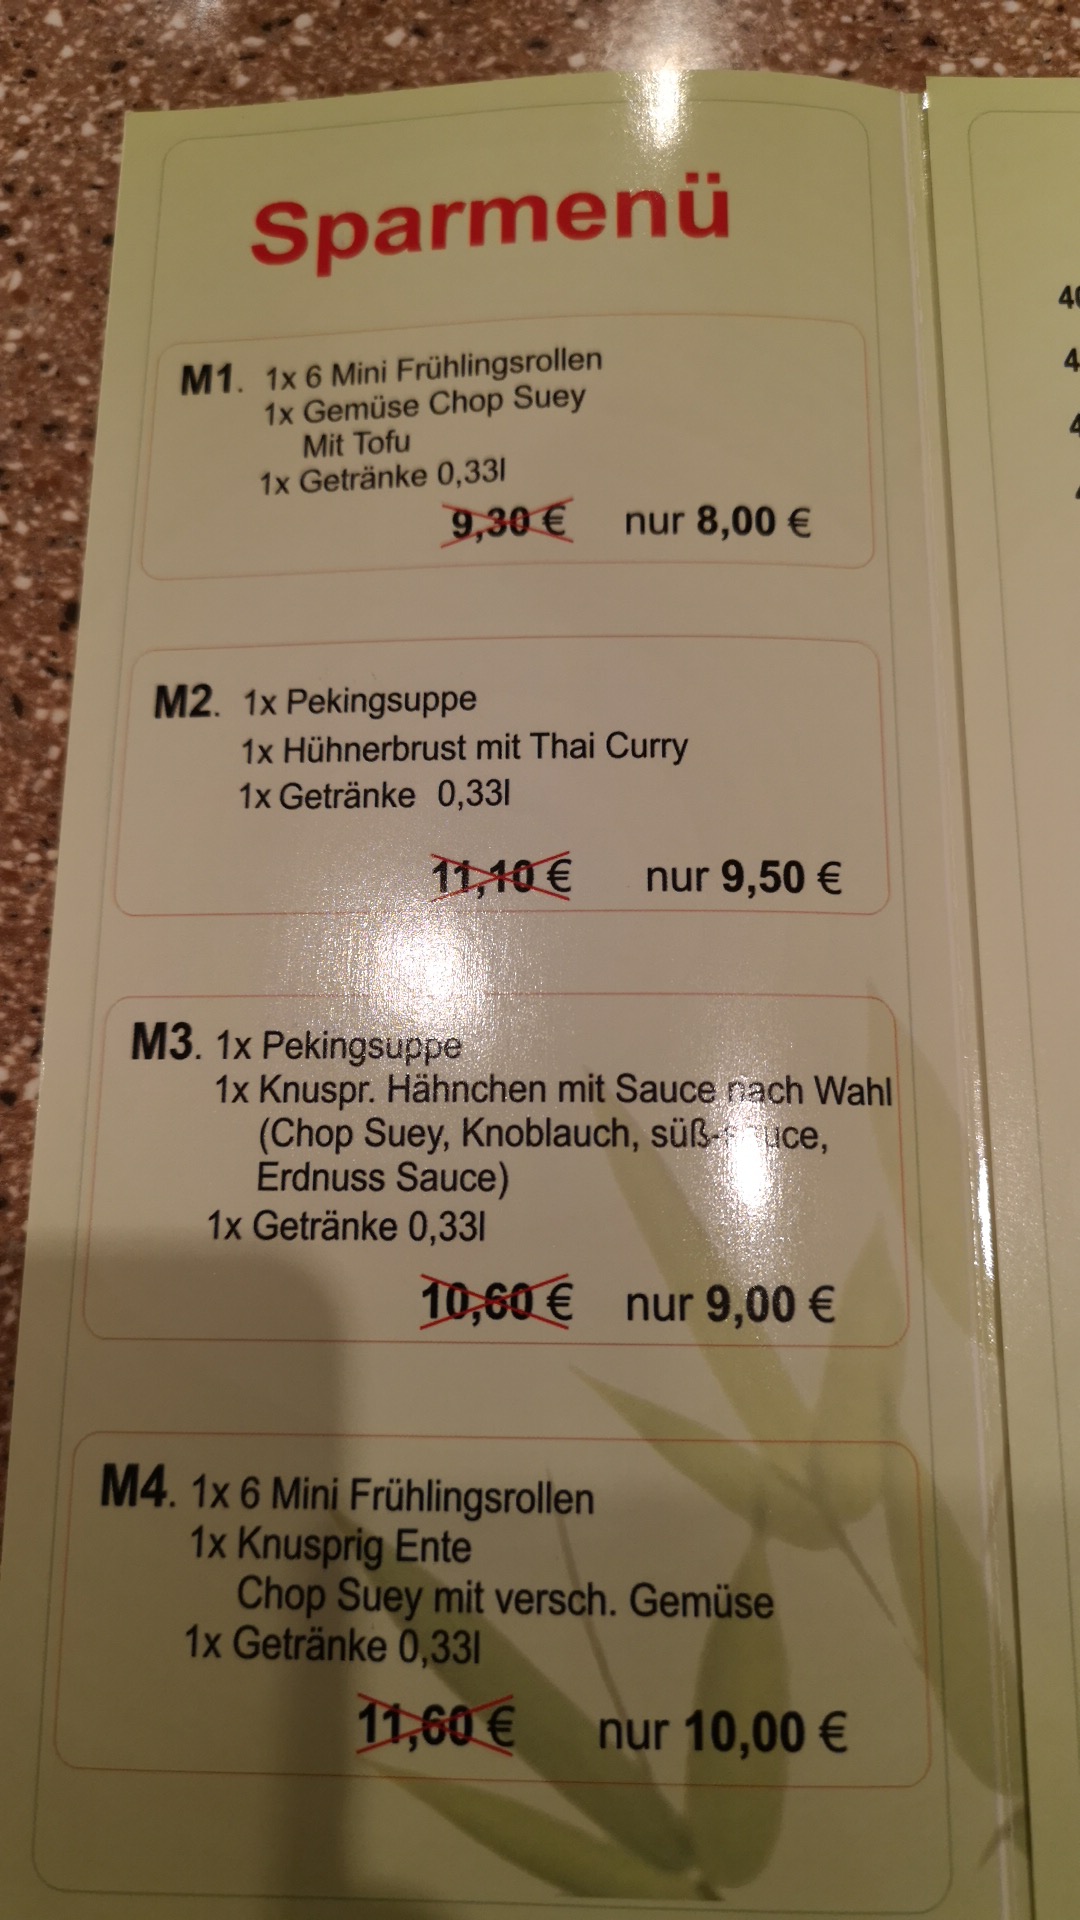 Sparmenü
M1. 1x 6 Mini Frühlingsrollen
1x Gemüse Chop Suey
Mit Tofu
1x Getränke 0,33l
9,30 € nur 8,00 €
M2. 1x Pekingsuppe
1x Hühnerbrust mit Thai Curry
1x Getränke 0,33l
11,10 € nur 9,50 €
M3. 1x Pekingsuppe
1x Knuspr. Hähnchen mit Sauce nach Wahl
(Chop Suey, Knoblauch,
Erdnuss Sauce)
1x Getränke 0,33l
10,60 € nur 9,00 €
M4. 1x 6 Mini Frühlingsrollen
1x Knusprig Ente
Chop Suey mit versch. Gemüse
1x Getränke 0,33l
11,60 € nur 10,00 €